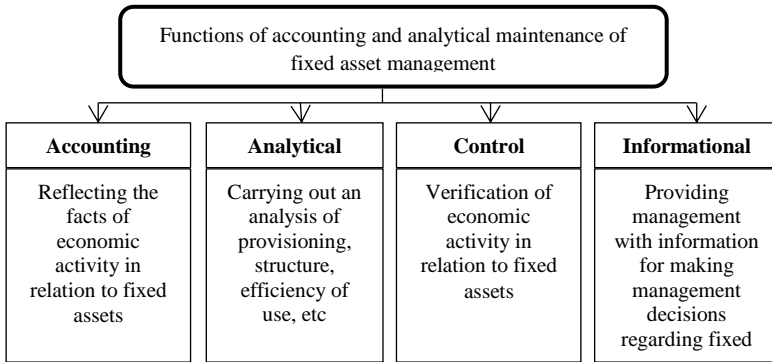 Functions of accounting and analytical maintenance of
fixed asset management
Accounting
Reflecting the
facts of
economic
activity in
relation to fixed
assets
Analytical
Carrying out an
analysis of
provisioning,
structure,
efficiency of
use, etc
Control
Verification of
economic
activity in
relation to fixed
assets
Informational
Providing
management
with information
for making
management
decisions
regarding fixed